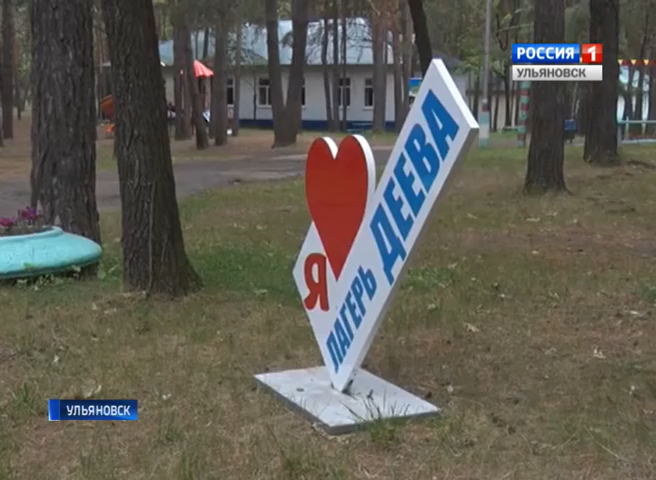 РОССИЯ 1
УЛЬЯНОВСК
Я
ЛАГЕРЬ ДЕЕВА
УЛЬЯНОВСК